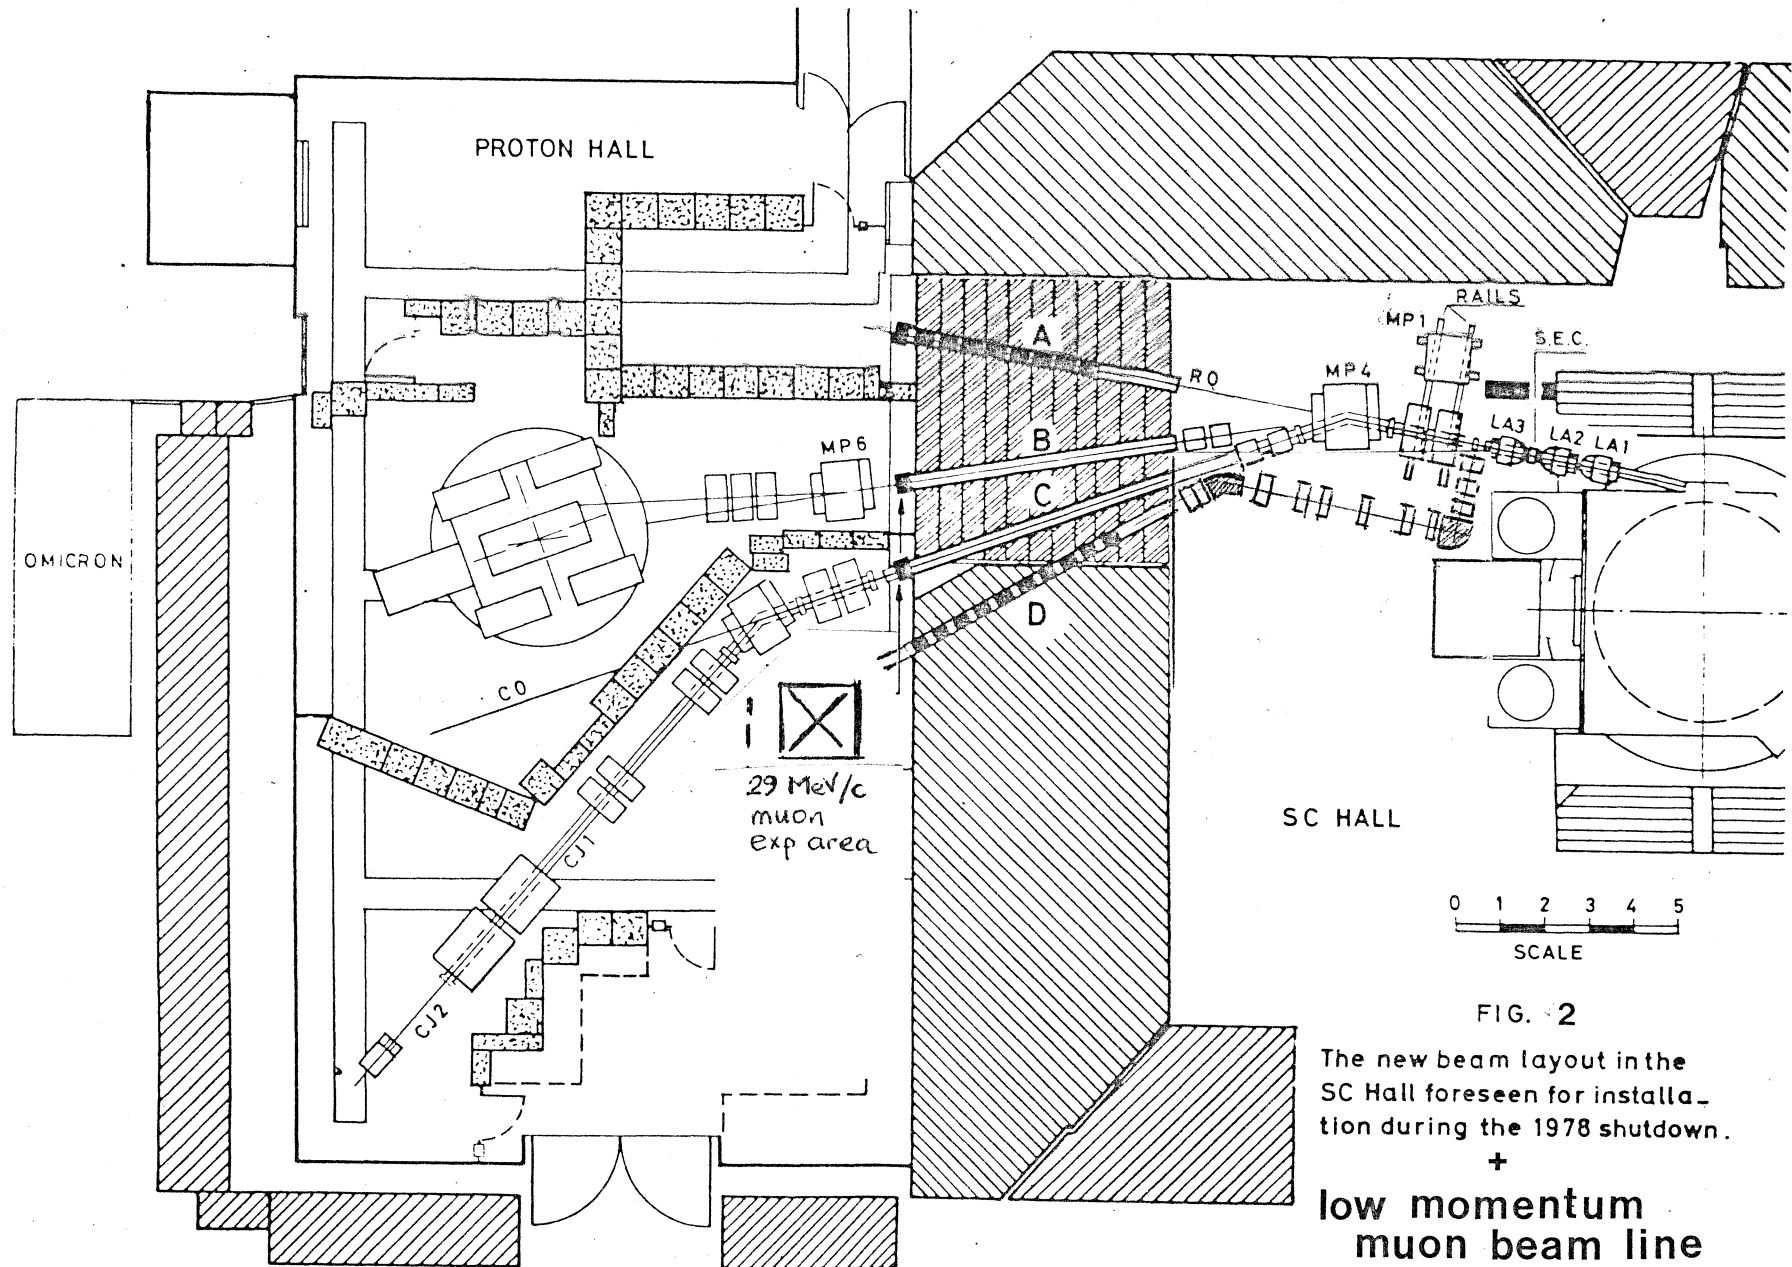 PROTON HALL
RAILS
MP1
S.E.C.
A
RO
MP4
LA3
LA2
LA1
B
MP6
C
OMICRON
D
CO
29 MeV/c
muon
exp area
SC HALL
CJ1
CJ2
0 1 2 3 4 5
SCALE
FIG. 2
The new beam layout in the
SC Hall foreseen for installa_
tion during the 1978 shutdown.
+
low momentum
muon beam line